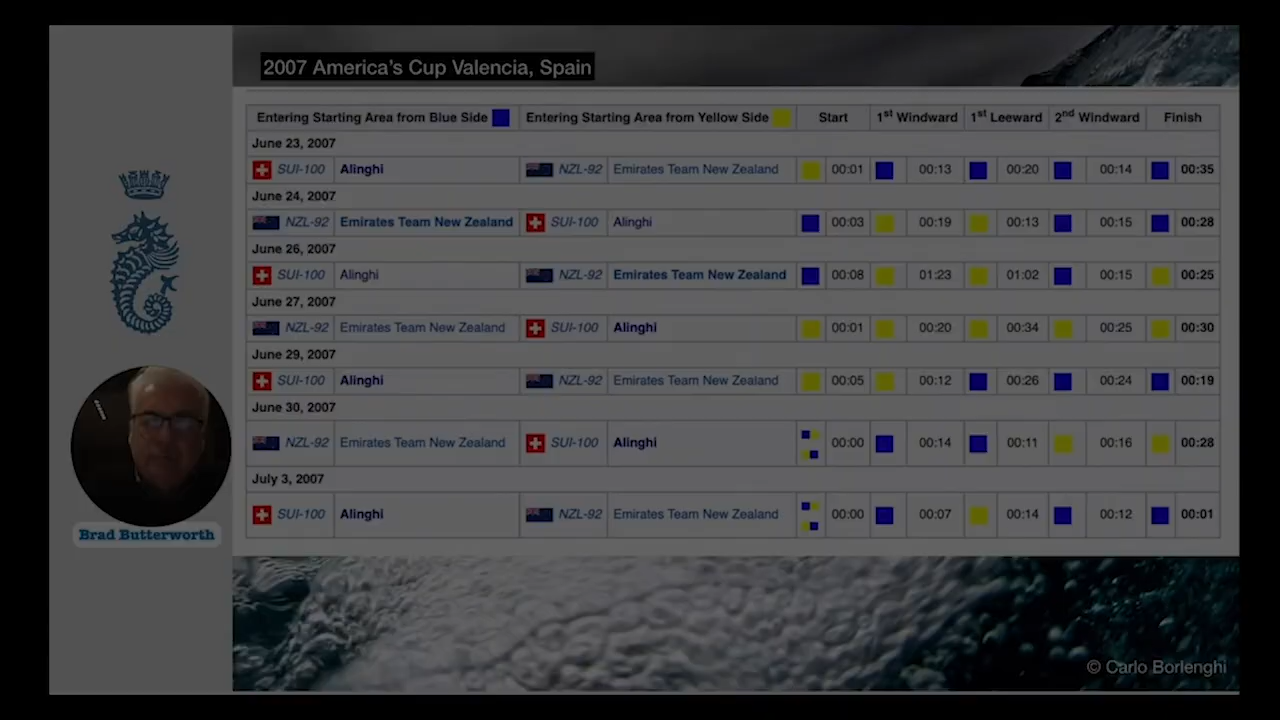 2007 America's Cup Valencia, Spain
Entering Starting Area from Blue Side Entering Starting Area from Yellow Side Start 1st Windward 1st Leeward 2nd Windward Finish
June 23, 2007
SUI-100 Alinghi NZL-92 Emirates Team New Zealand 00:01 00:13 00:20 00:14 00:35
June 24, 2007
NZL-92 Emirates Team New Zealand SUI-100 Alinghi 00:03 00:19 00:13 00:15 00:28
June 26, 2007
SUI-100 Alinghi NZL-92 Emirates Team New Zealand 00:08 01:23 01:02 00:15 00:25
June 27, 2007
NZL-92 Emirates Team New Zealand SUI-100 Alinghi 00:01 00:20 00:34 00:25 00:30
June 29, 2007
SUI-100 Alinghi NZL-92 Emirates Team New Zealand 00:05 00:12 00:26 00:24 00:19
June 30, 2007
NZL-92 Emirates Team New Zealand SUI-100 Alinghi 00:00 00:14 00:11 00:16 00:28
July 3, 2007
SUI-100 Alinghi NZL-92 Emirates Team New Zealand 00:00 00:07 00:14 00:12 00:01
Brad Butterworth
© Carlo Borlenghi